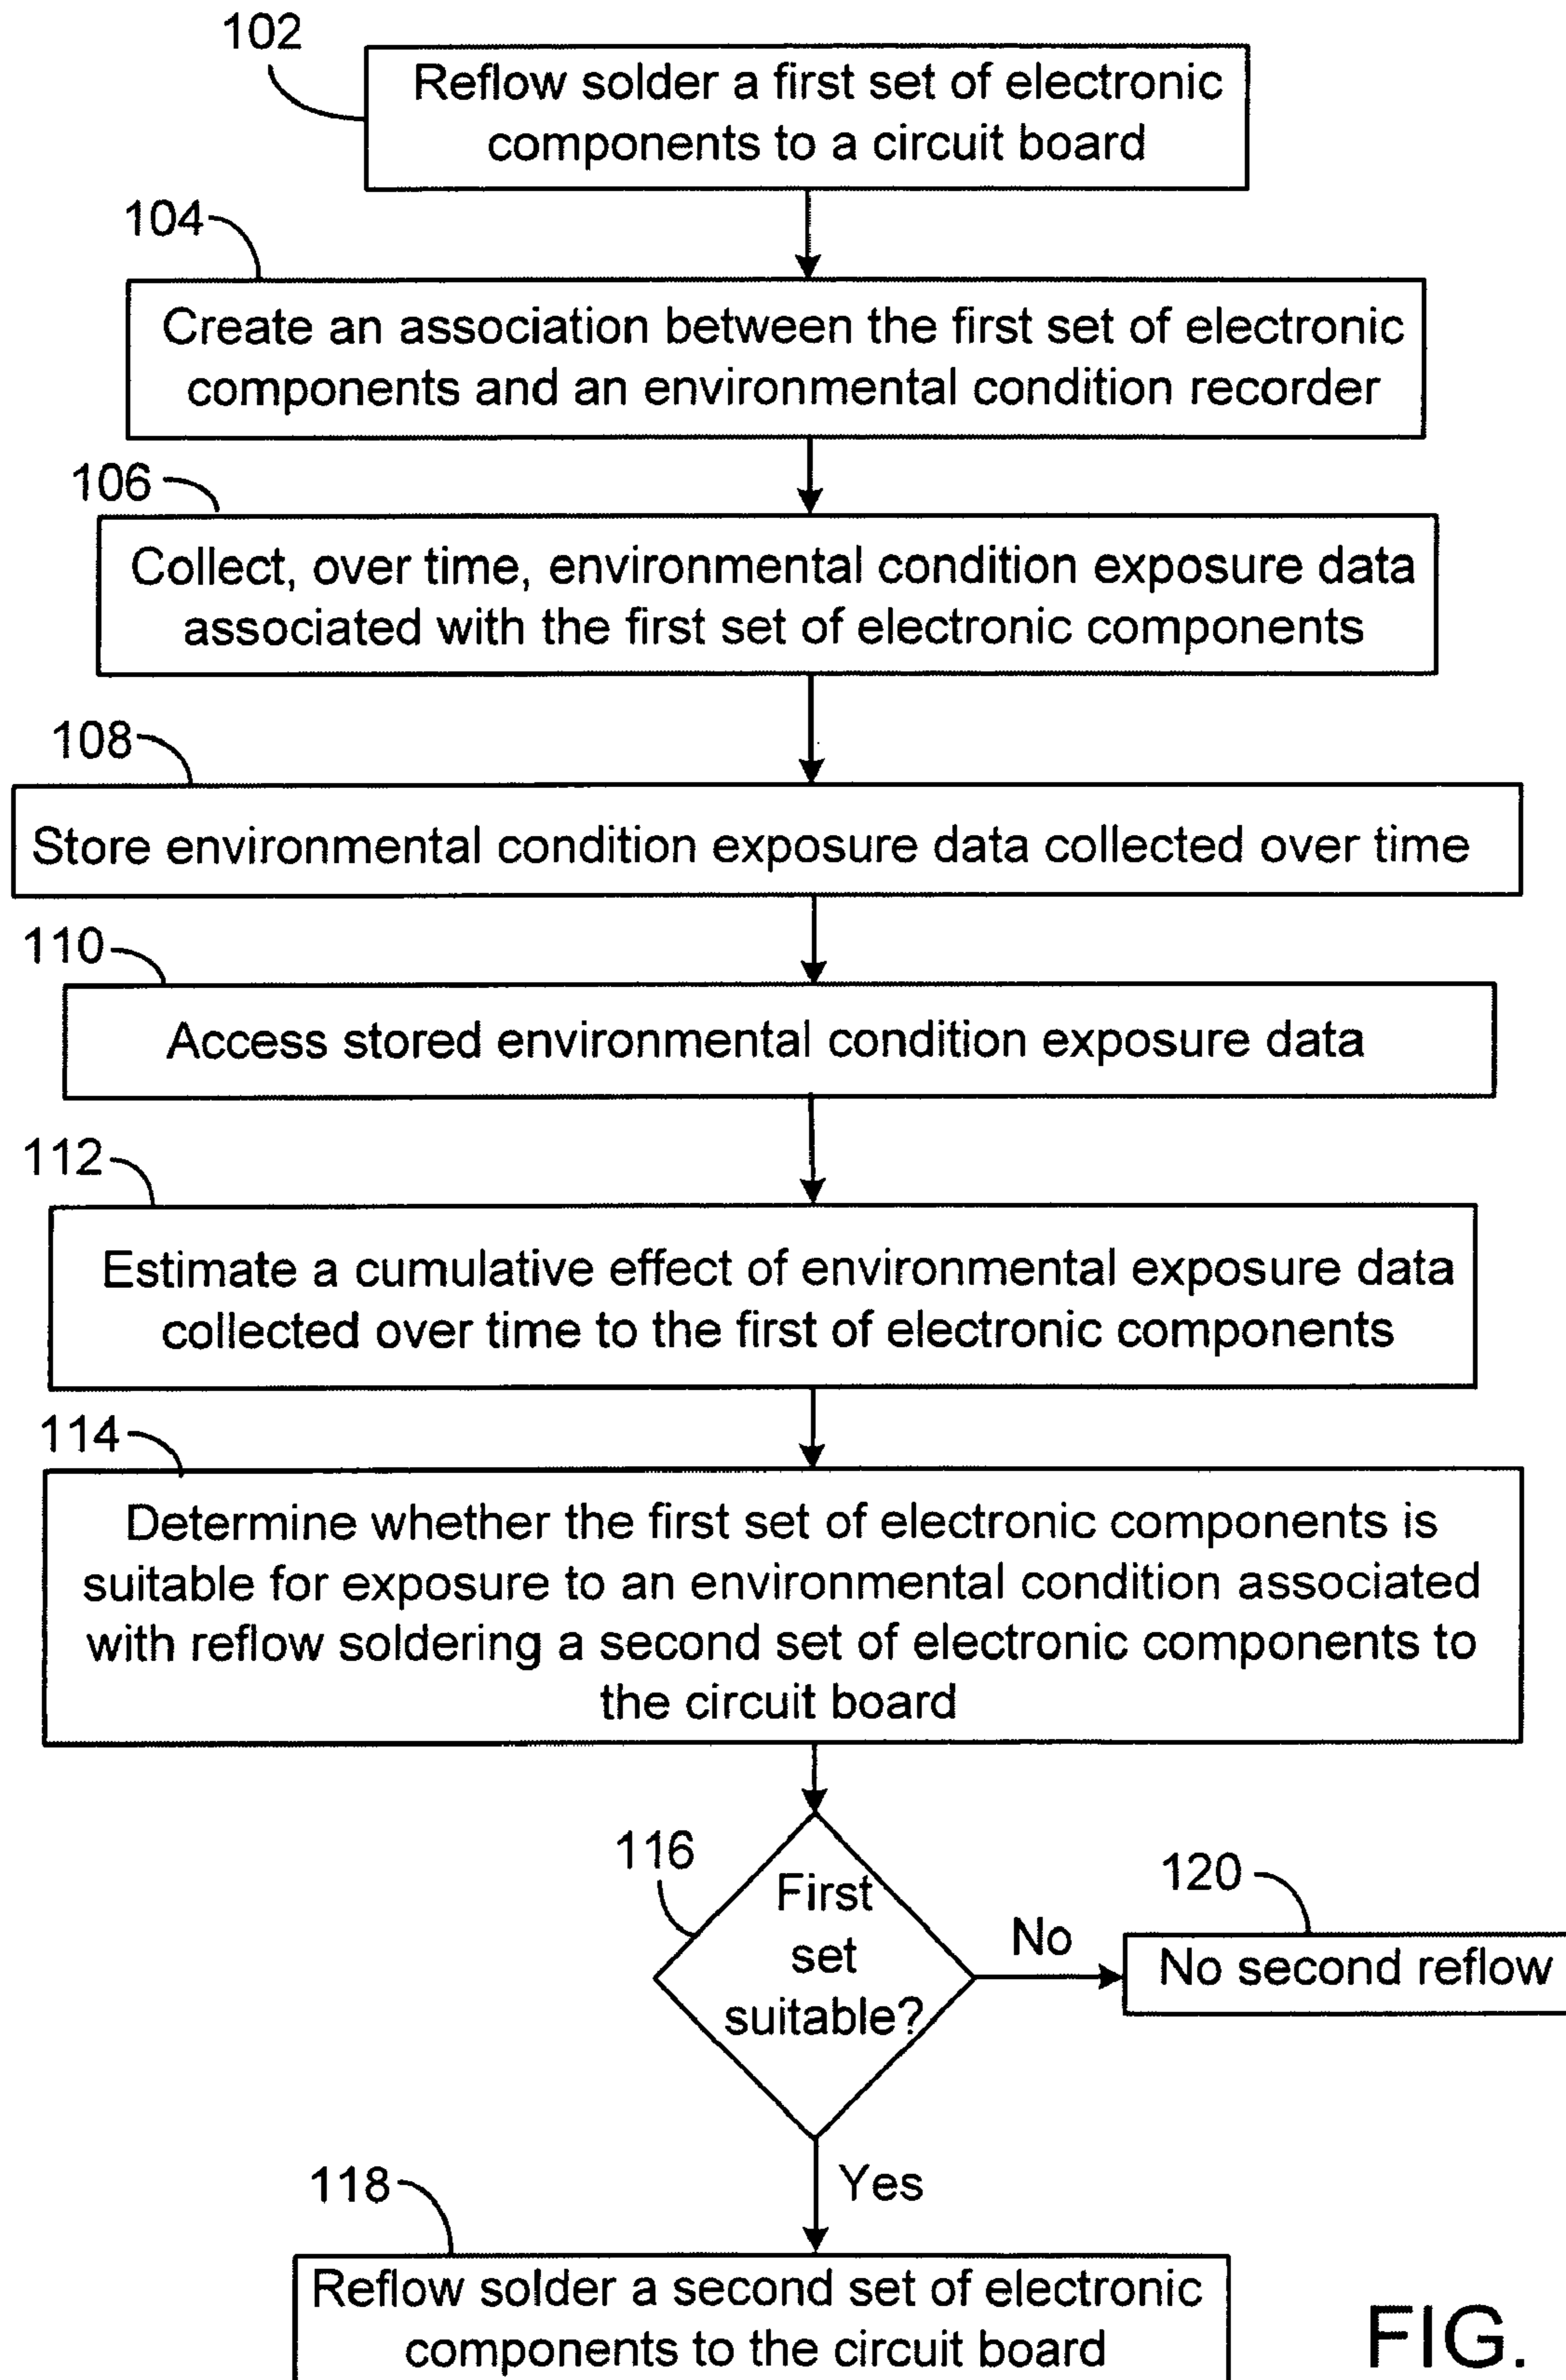 102
Reflow solder a first set of electronic
components to a circuit board
104
Create an association between the first set of electronic
components and an environmental condition recorder
106
Collect, over time, environmental condition exposure data
associated with the first set of electronic components
108
Store environmental condition exposure data collected over time
110
Access stored environmental condition exposure data
112
Estimate a cumulative effect of environmental exposure data
collected over time to the first of electronic components
114
Determine whether the first set of electronic components is
suitable for exposure to an environmental condition associated
with reflow soldering a second set of electronic components to
the circuit board
116
First
set
suitable?
No
120
No second reflow
Yes
118
Reflow solder a second set of electronic
components to the circuit board
FIG.